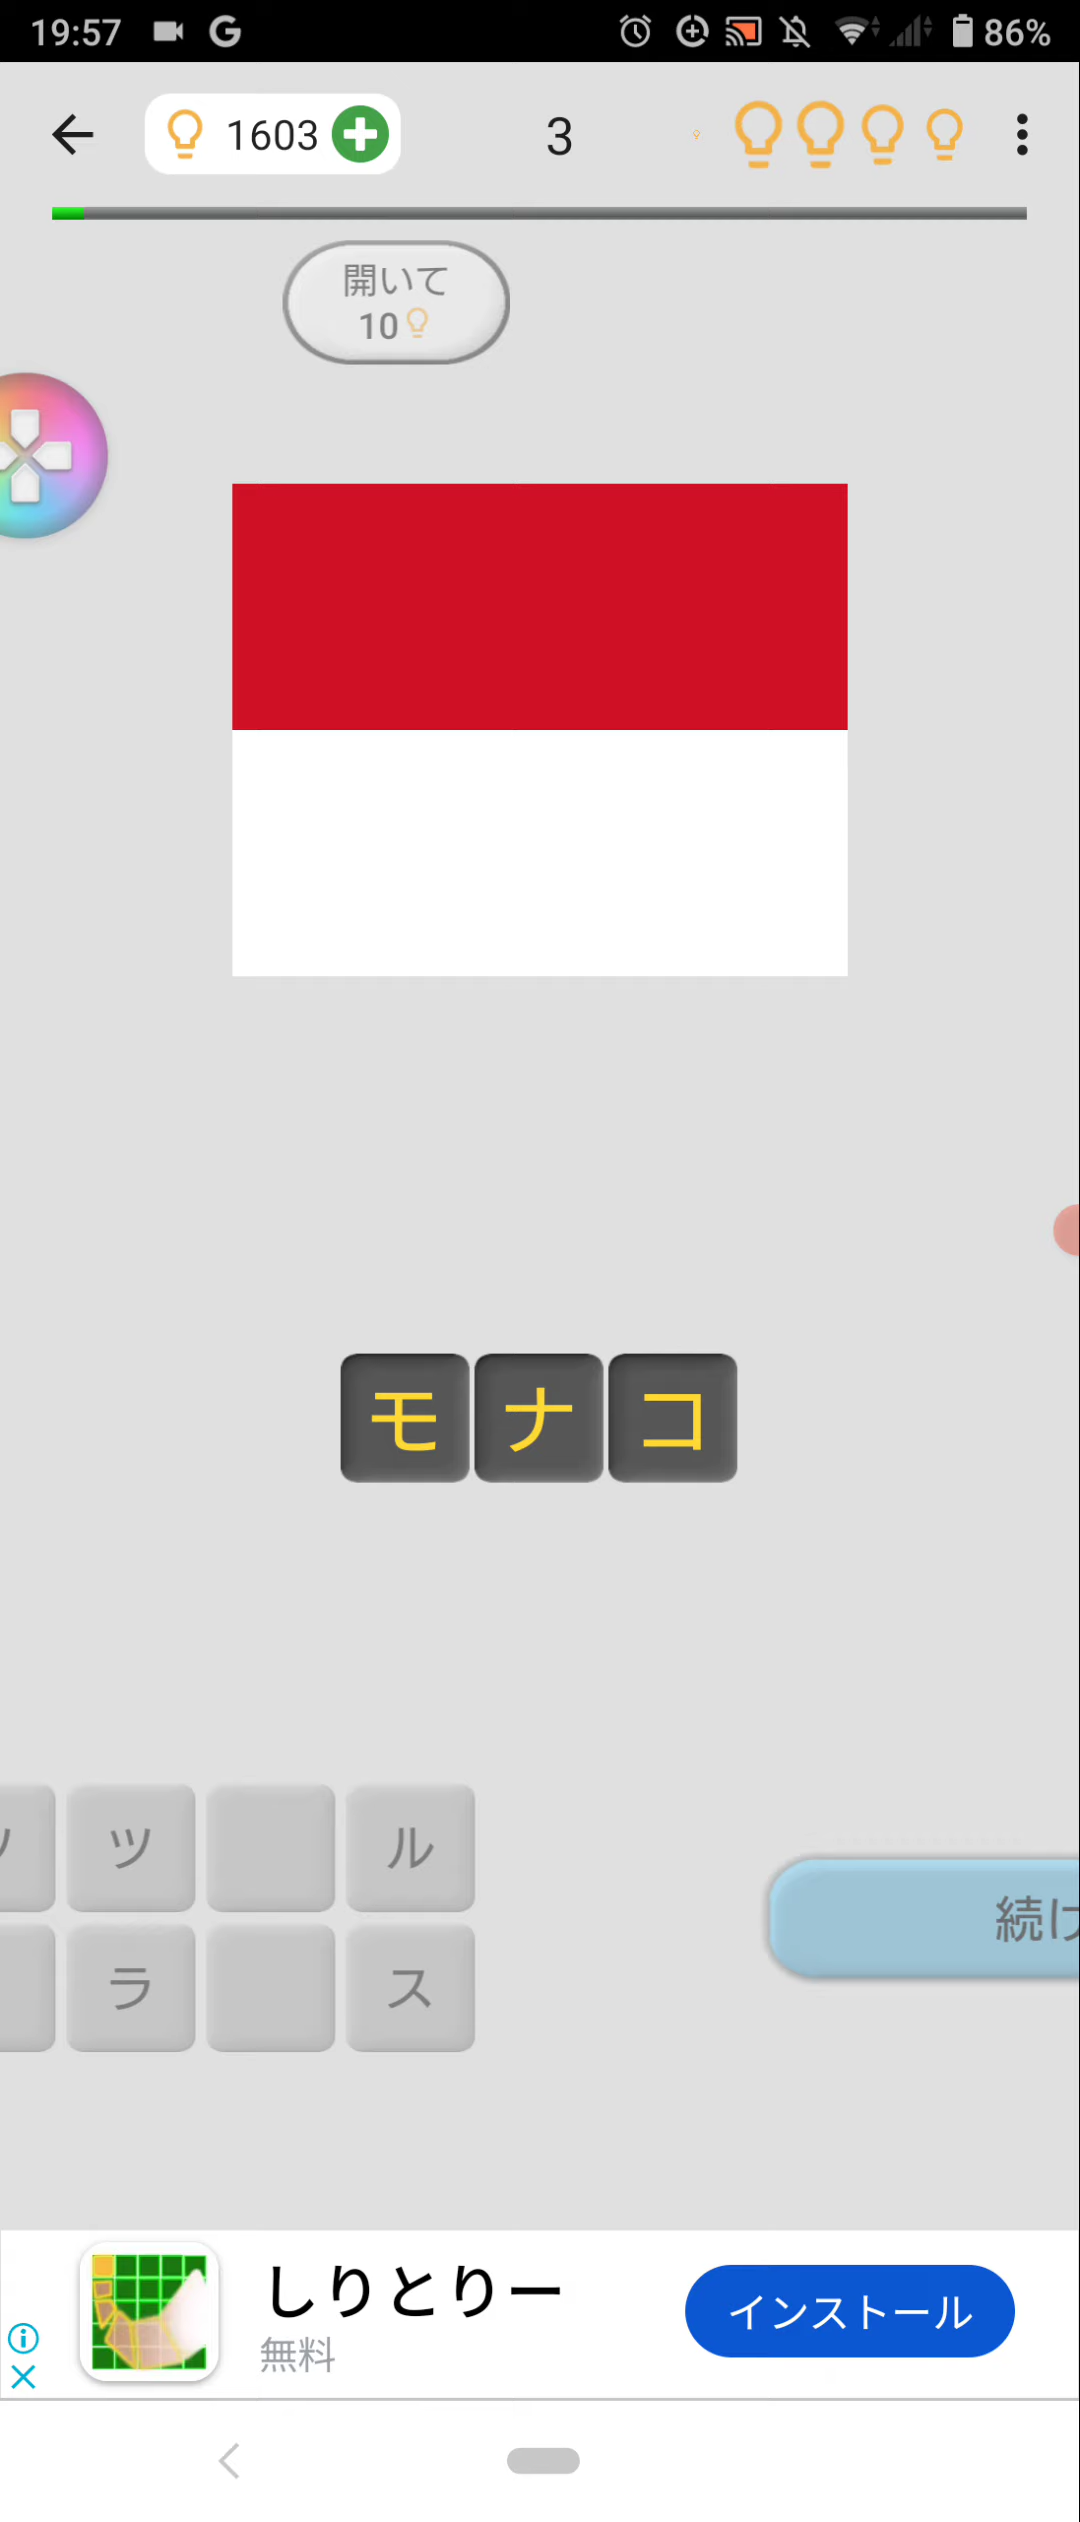 19:57 G 86%
1603 3
開いて
10
モナコ
ツ ル
ラ ス
続け
しりとりー
無料
インストール